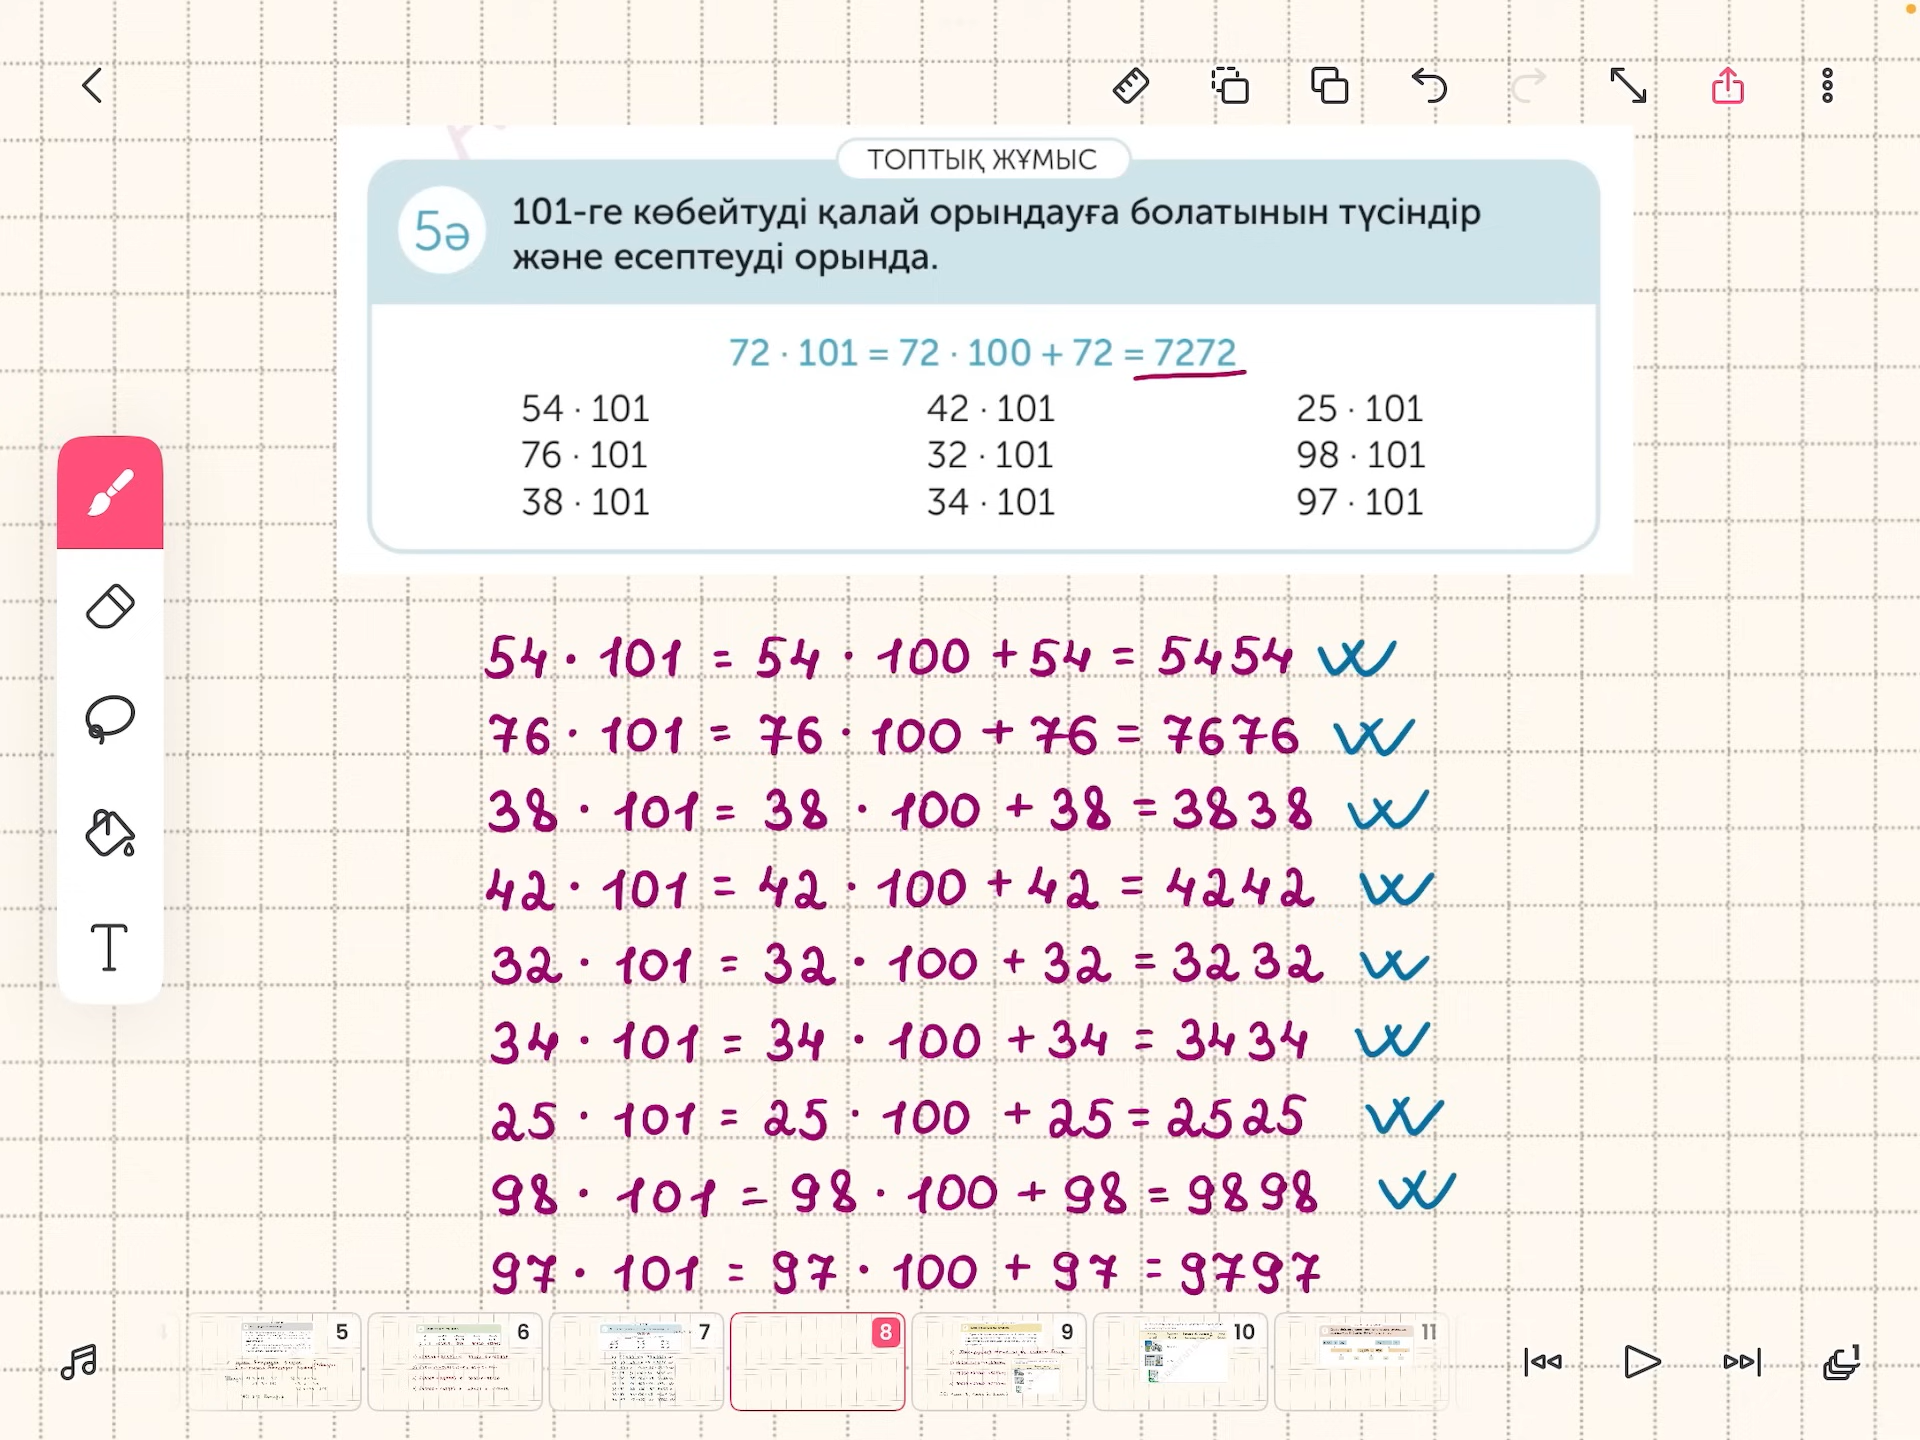 ТОПТЫҚ ЖҰМЫС
5ә
101-ге көбейтуді қалай орындауға болатынын түсіндір
және есептеуді орында.
72 · 101 = 72 · 100 + 72 = 7272
54 · 101 42 · 101 25 · 101
76 · 101 32 · 101 98 · 101
38 · 101 34 · 101 97 · 101
54 · 101 = 54 · 100 + 54 = 5454
76 · 101 = 76 · 100 + 76 = 7676
38 · 101 = 38 · 100 + 38 = 3838
42 · 101 = 42 · 100 + 42 = 4242
32 · 101 = 32 · 100 + 32 = 3232
34 · 101 = 34 · 100 + 34 = 3434
25 · 101 = 25 · 100 + 25 = 2525
98 · 101 = 98 · 100 + 98 = 9898
97 · 101 = 97 · 100 + 97 = 9797
T
5 6 7 8 9 10 11
1